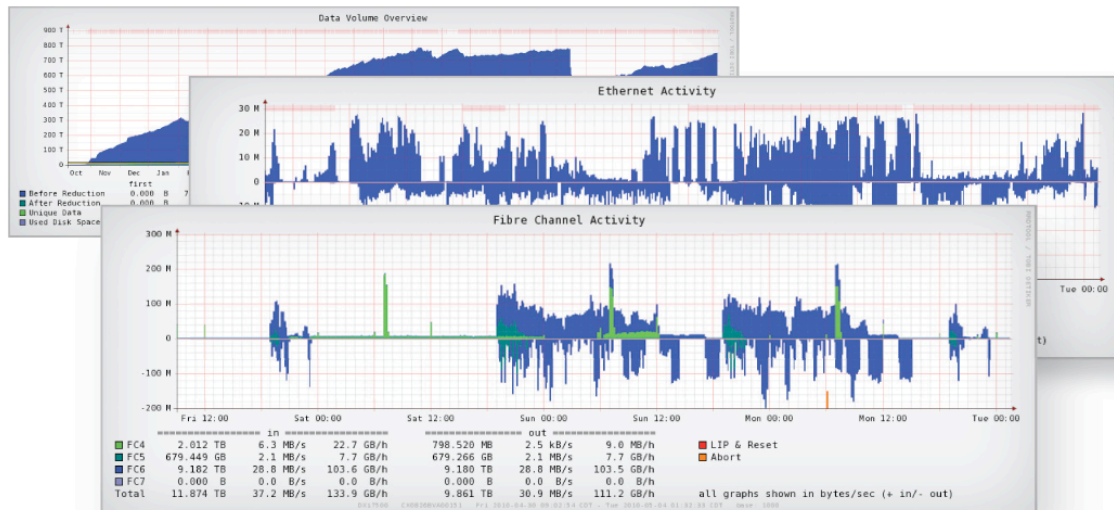 Data Volume Overview
900 T
800 T
700 T
600 T
500 T
400 T
300 T
200 T
100 T
0
Oct Nov Dec Jan
first
Before Reduction 0.000 B 7
After Reduction 0.000 B
Unique Data
Used Disk Space
Ethernet Activity
30 M
20 M
10 M
0
Tue 00:00
t)
Fibre Channel Activity
RRDTOOL / TOBI OETIKER
300 M
200 M
100 M
0
-100 M
-200 M
Fri 12:00 Sat 00:00 Sat 12:00 Sun 00:00 Sun 12:00 Mon 00:00 Mon 12:00 Tue 00:00
================== in ================== ================== out ==================
FC4 2.012 TB 6.3 MB/s 22.7 GB/h 798.520 MB 2.5 kB/s 9.0 MB/h LIP & Reset
FC5 679.449 GB 2.1 MB/s 7.7 GB/h 679.266 GB 2.1 MB/s 7.7 GB/h Abort
FC6 9.182 TB 28.8 MB/s 103.6 GB/h 9.180 TB 28.8 MB/s 103.5 GB/h
FC7 0.000 B 0.0 B/s 0.0 B/h 0.000 B 0.0 B/s 0.0 B/h
Total 11.874 TB 37.2 MB/s 133.9 GB/h 9.861 TB 30.9 MB/s 111.2 GB/h all graphs shown in bytes/sec (+ in/- out)